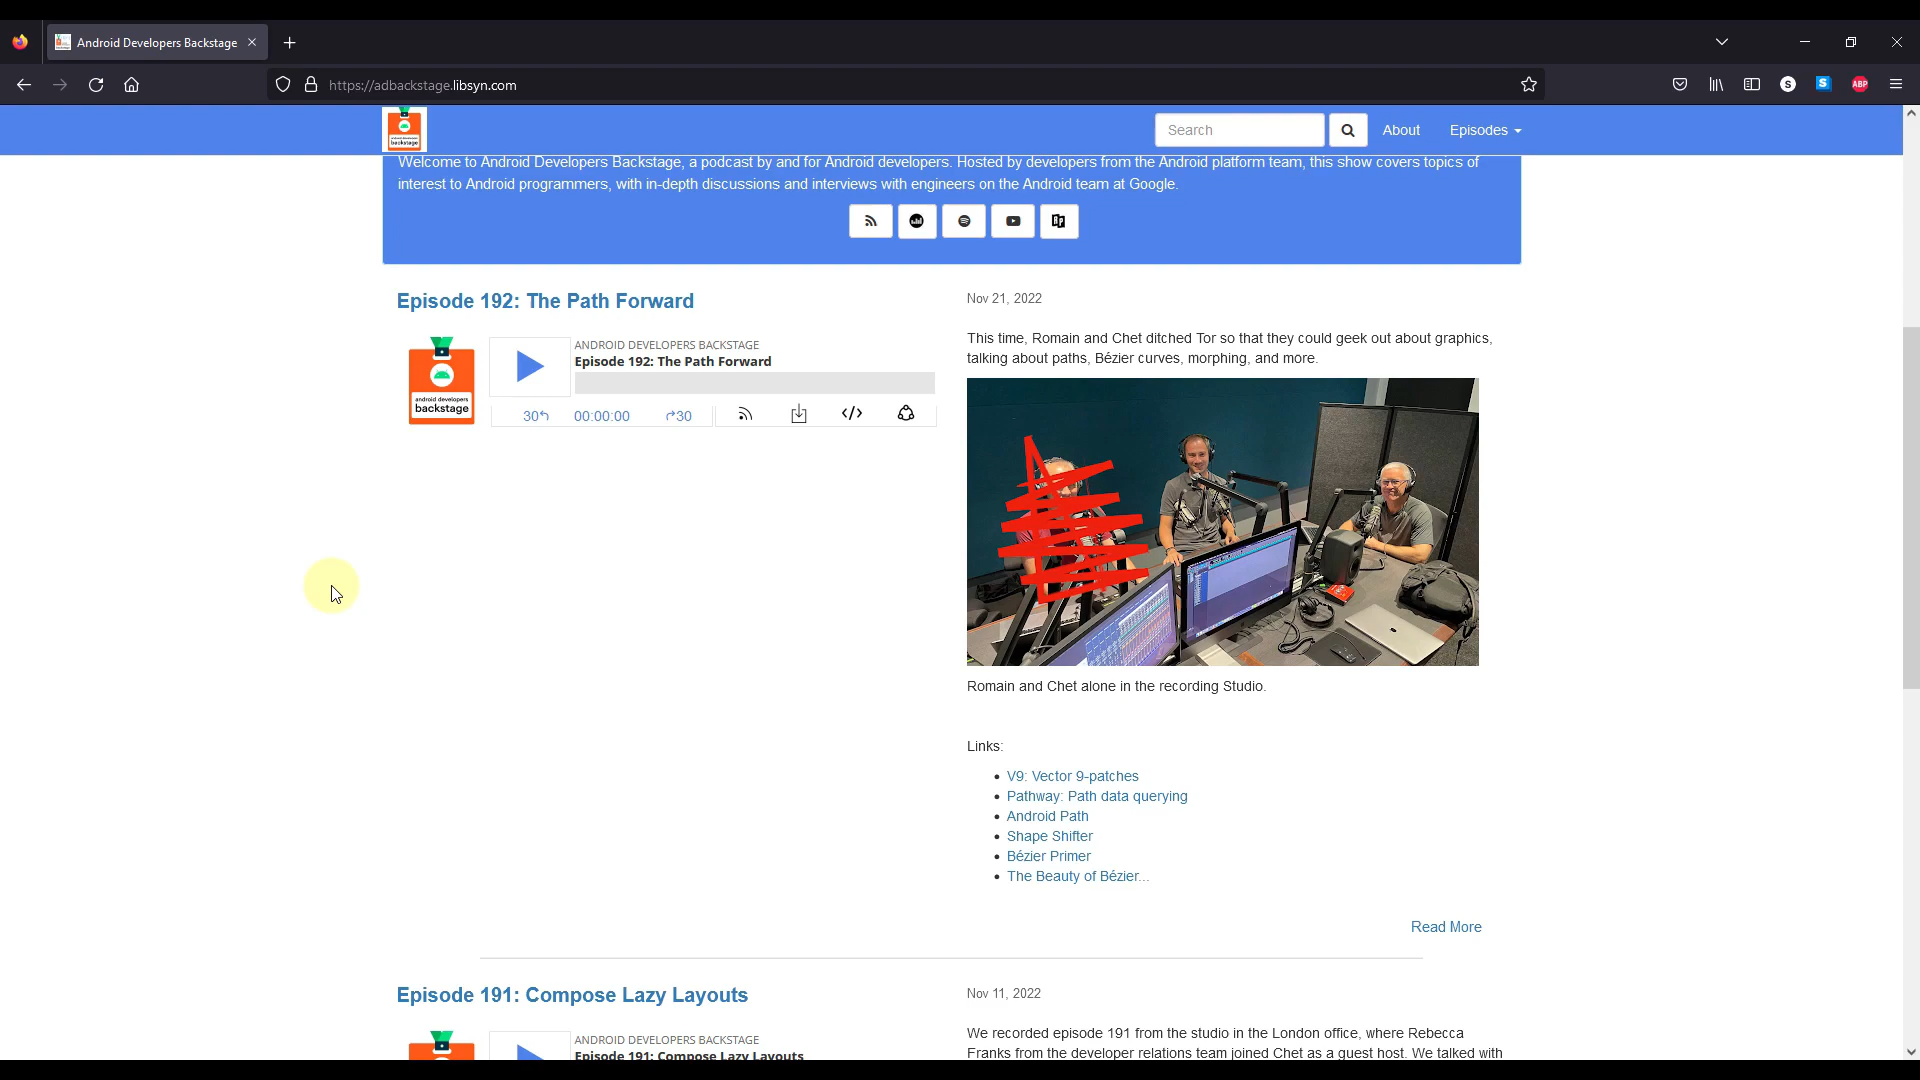 Android Developers Backstage
https://adbackstage.libsyn.com
S
S
ABP
android developers
backstage
Search
About
Episodes
Welcome to Android Developers Backstage, a podcast by and for Android developers. Hosted by developers from the Android platform team, this show covers topics of
interest to Android programmers, with in-depth discussions and interviews with engineers on the Android team at Google.
Episode 192: The Path Forward
android developers
backstage
ANDROID DEVELOPERS BACKSTAGE
Episode 192: The Path Forward
30
00:00:00
30
Nov 21, 2022
This time, Romain and Chet ditched Tor so that they could geek out about graphics,
talking about paths, Bézier curves, morphing, and more.
Romain and Chet alone in the recording Studio.
Links:
V9: Vector 9-patches
Pathway: Path data querying
Android Path
Shape Shifter
Bézier Primer
The Beauty of Bézier...
Read More
Episode 191: Compose Lazy Layouts
ANDROID DEVELOPERS BACKSTAGE
Episode 191: Compose Lazy Layouts
Nov 11, 2022
We recorded episode 191 from the studio in the London office, where Rebecca
Franks from the developer relations team joined Chet as a guest host. We talked with